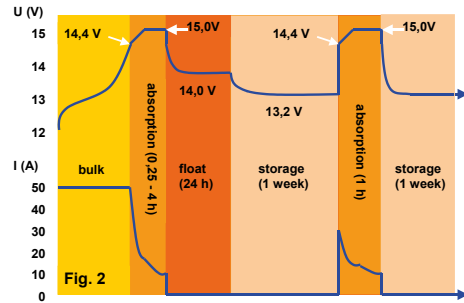 U (V)
15
14
13
12
14,4 V
15,0V
14,0 V
13,2 V
14,4 V
15,0V
bulk
absorption (0,25 - 4 h)
float
(24 h)
storage
(1 week)
absorption (1 h)
storage
(1 week)
I (A)
50
40
30
20
10
0
Fig. 2